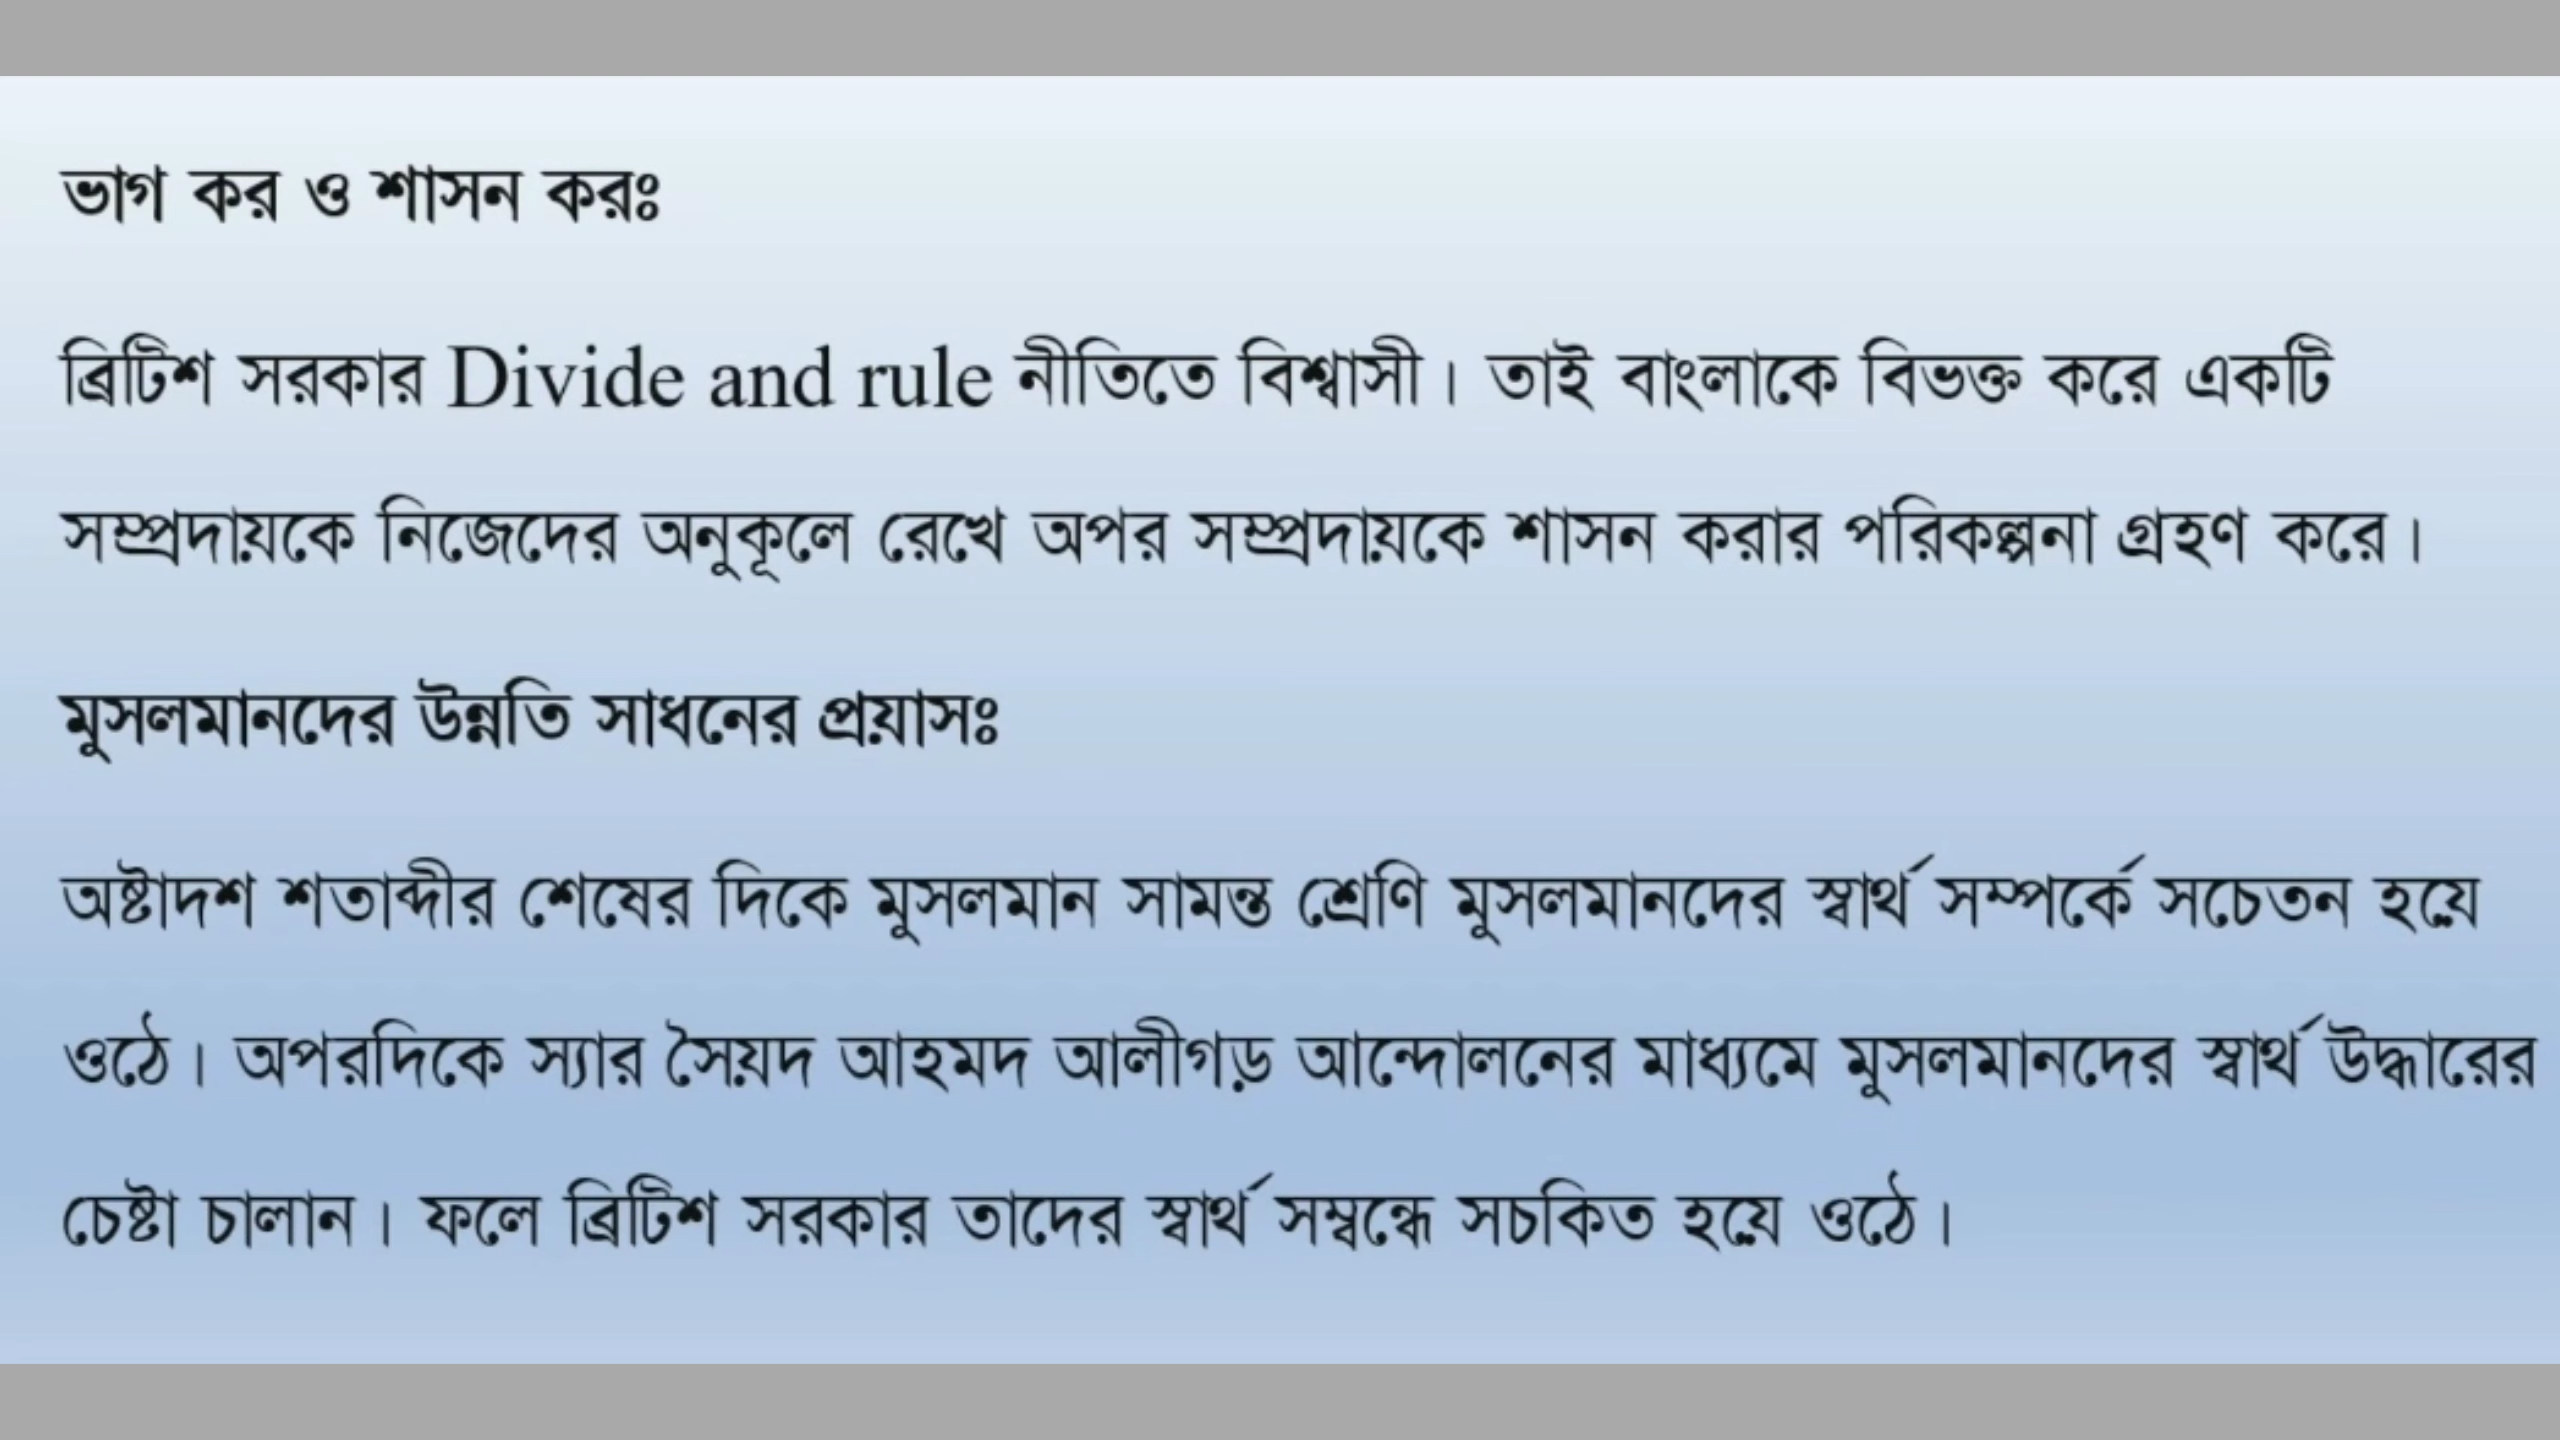 ভাগ কর ও শাসন করঃ
ব্রিটিশ সরকার Divide and rule নীতিতে বিশ্বাসী। তাই বাংলাকে বিভক্ত করে একটি
সম্প্রদায়কে নিজেদের অনুকূলে রেখে অপর সম্প্রদায়কে শাসন করার পরিকল্পনা গ্রহণ করে।
মুসলমানদের উন্নতি সাধনের প্রয়াসঃ
অষ্টাদশ শতাব্দীর শেষের দিকে মুসলমান সামন্ত শ্রেণি মুসলমানদের স্বার্থ সম্পর্কে সচেতন হয়ে
ওঠে। অপরদিকে স্যার সৈয়দ আহমদ আলীগড় আন্দোলনের মাধ্যমে মুসলমানদের স্বার্থ উদ্ধারের
চেষ্টা চালান। ফলে ব্রিটিশ সরকার তাদের স্বার্থ সম্বন্ধে সচকিত হয়ে ওঠে।